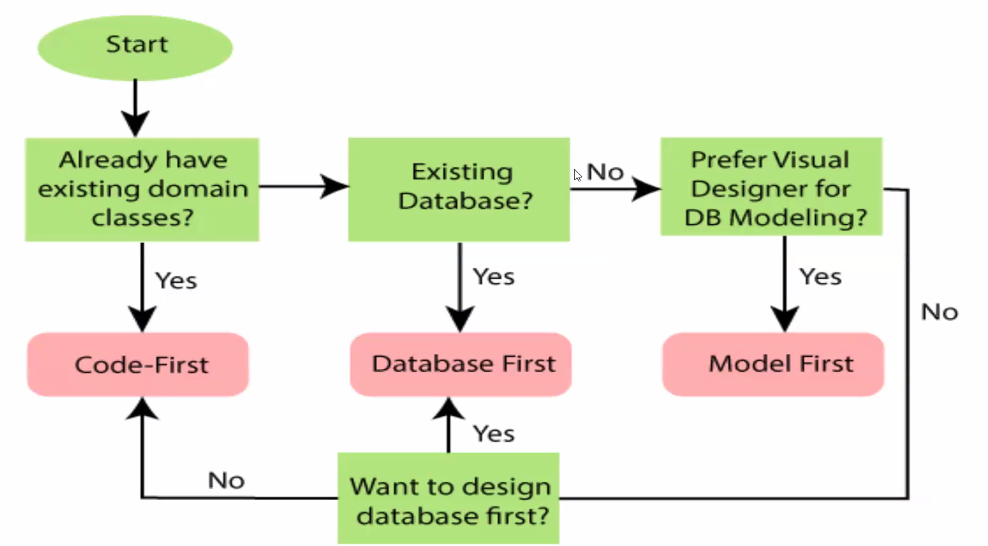 Start
Already have
existing domain
classes?
Existing
Database?
No
Prefer Visual
Designer for
DB Modeling?
Yes
Yes
Yes
No
Code-First
Database First
Model First
Yes
No
Want to design
database first?